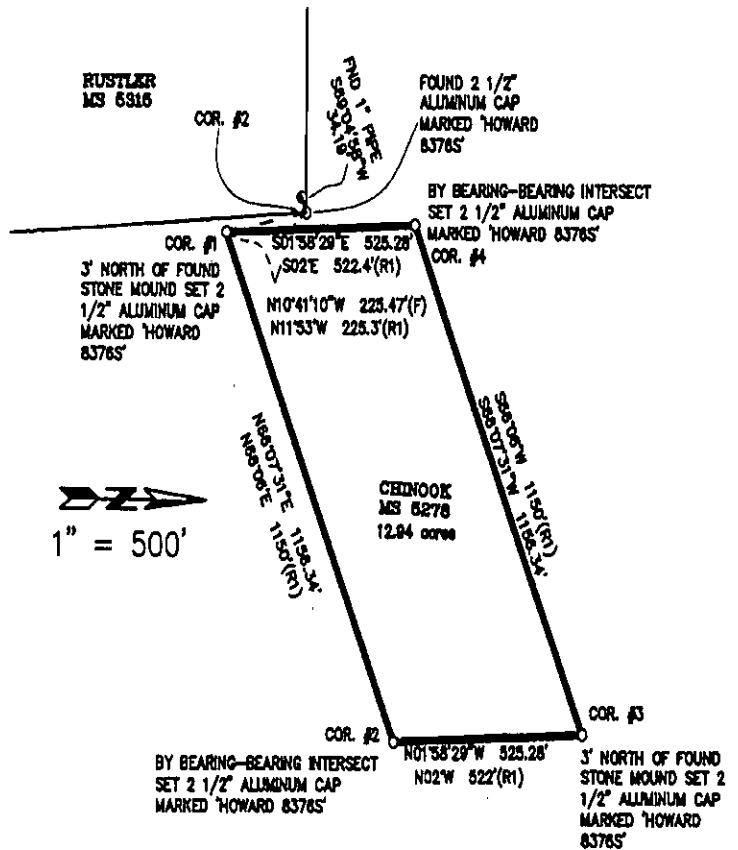 RUSTLER
MS 5315
COR. #2
FND 1" PIPE
S89°04'58"W
34.19'
FOUND 2 1/2"
ALUMINUM CAP
MARKED 'HOWARD
8376S'
BY BEARING-BEARING INTERSECT
SET 2 1/2" ALUMINUM CAP
MARKED 'HOWARD 8376S'
COR. #4
COR. #1
3' NORTH OF FOUND
STONE MOUND SET 2
1/2" ALUMINUM CAP
MARKED 'HOWARD
8376S'
S01°58'29"E 525.28'
S02°E 522.4'(R1)
N10°41'10"W 225.47'(F)
N11°53'W 225.3'(R1)
N68°07'31"E 1156.34'
N68°06'E 1150'(R1)
S68°06'W 1150'(R1)
S68°07'31"W 1156.34'
CHINOOK
MS 5278
12.94 acres
N
1" = 500'
COR. #2
BY BEARING-BEARING INTERSECT
SET 2 1/2" ALUMINUM CAP
MARKED 'HOWARD 8376S'
N01°58'29"W 525.28'
N02°W 522'(R1)
COR. #3
3' NORTH OF FOUND
STONE MOUND SET 2
1/2" ALUMINUM CAP
MARKED 'HOWARD
8376S'